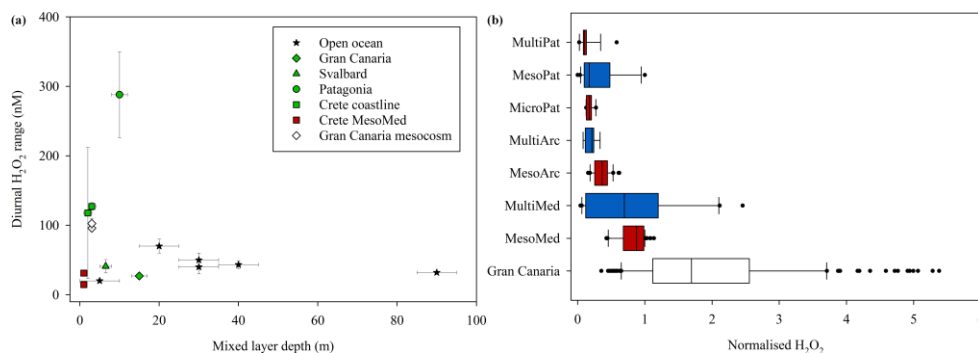 (a)
Diurnal H₂O₂ range (nM)
400
300
200
100
0
Open ocean
Gran Canaria
Svalbard
Patagonia
Crete coastline
Crete MesoMed
Gran Canaria mesocosm
0 20 40 60 80 100
Mixed layer depth (m)
(b)
MultiPat
MesoPat
MicroPat
MultiArc
MesoArc
MultiMed
MesoMed
Gran Canaria
0 1 2 3 4 5
Normalised H₂O₂